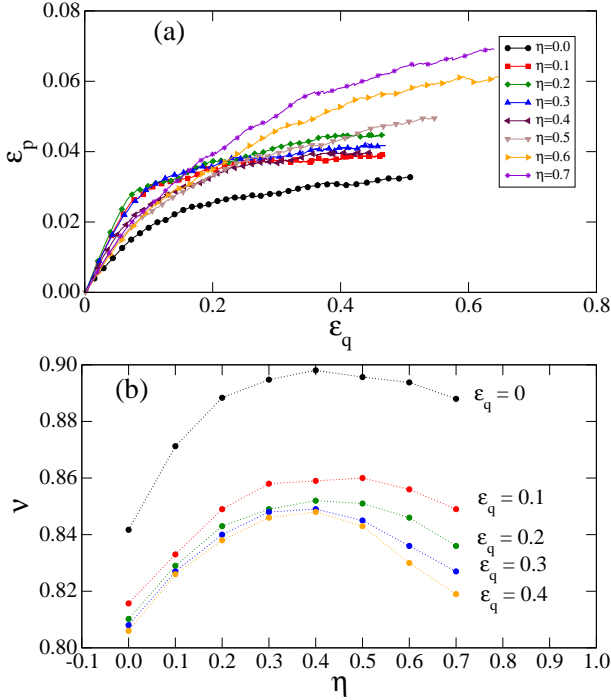 0.08
(a)
η=0.0
η=0.1
η=0.2
η=0.3
η=0.4
η=0.5
η=0.6
η=0.7
0.06
0.04
0.02
0.00
ε_p
0 0.2 0.4 0.6 0.8
ε_q
0.90
(b)
ε_q = 0
0.88
0.86
ν
ε_q = 0.1
0.84
ε_q = 0.2
ε_q = 0.3
0.82
ε_q = 0.4
0.80
-0.1 0.0 0.1 0.2 0.3 0.4 0.5 0.6 0.7 0.8 0.9 1.0
η